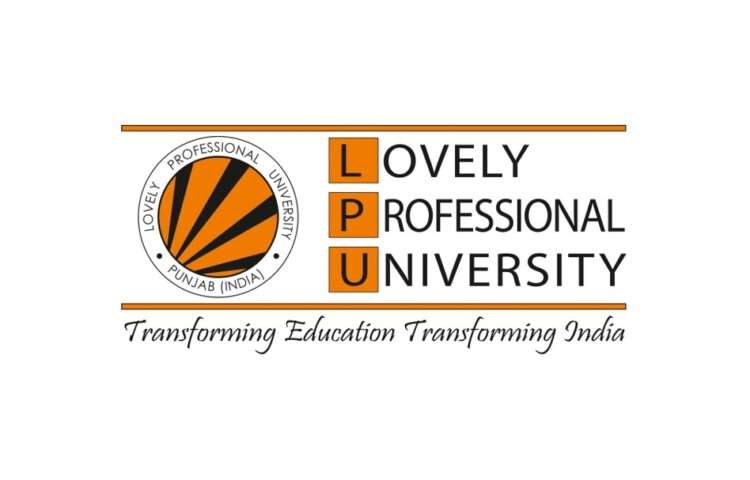 LOVELY PROFESSIONAL UNIVERSITY
• PUNJAB (INDIA) •
LOVELY
PROFESSIONAL
UNIVERSITY
Transforming Education Transforming India